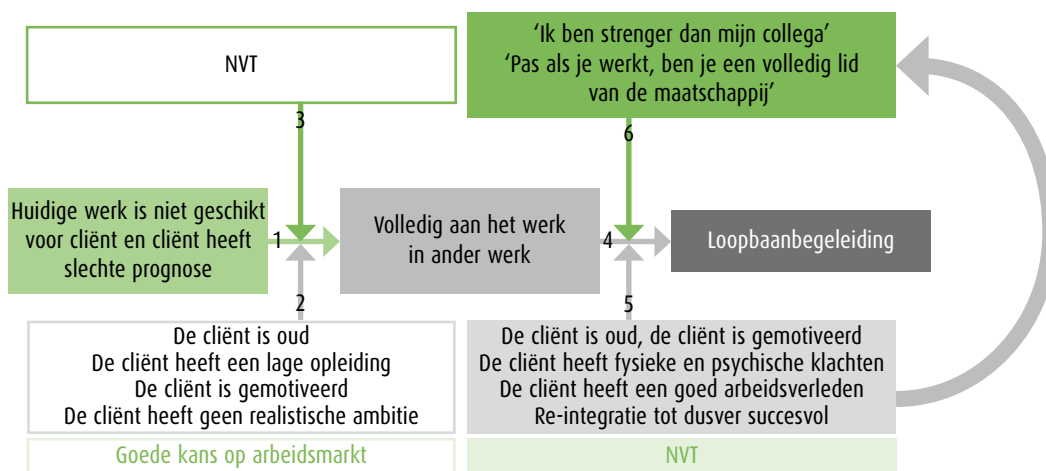 NVT
‘Ik ben strenger dan mijn collega’
‘Pas als je werkt, ben je een volledig lid
van de maatschappij’
3
6
Huidige werk is niet geschikt
voor cliënt en cliënt heeft
slechte prognose
1
Volledig aan het werk
in ander werk
4
Loopbaanbegeleiding
2
5
De cliënt is oud
De cliënt heeft een lage opleiding
De cliënt is gemotiveerd
De cliënt heeft geen realistische ambitie
Goede kans op arbeidsmarkt
De cliënt is oud, de cliënt is gemotiveerd
De cliënt heeft fysieke en psychische klachten
De cliënt heeft een goed arbeidsverleden
Re-integratie tot dusver succesvol
NVT